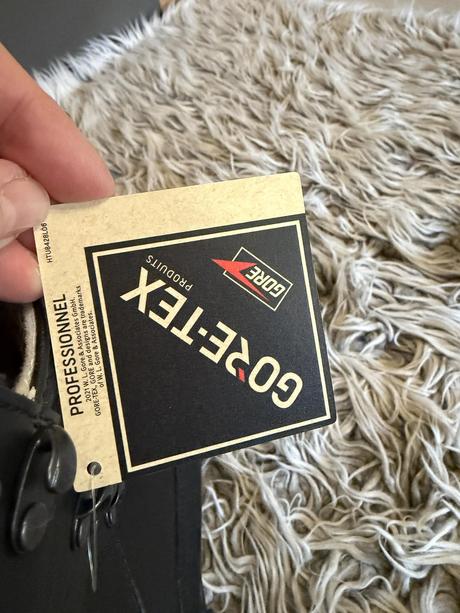 GORE
GORE-TEX
PRODUITS
PROFESSIONNEL
2021 W. L. Gore & Associates GmbH.
GORE-TEX, GORE and designs are trademarks
of W. L. Gore & Associates.
HTU842BL08